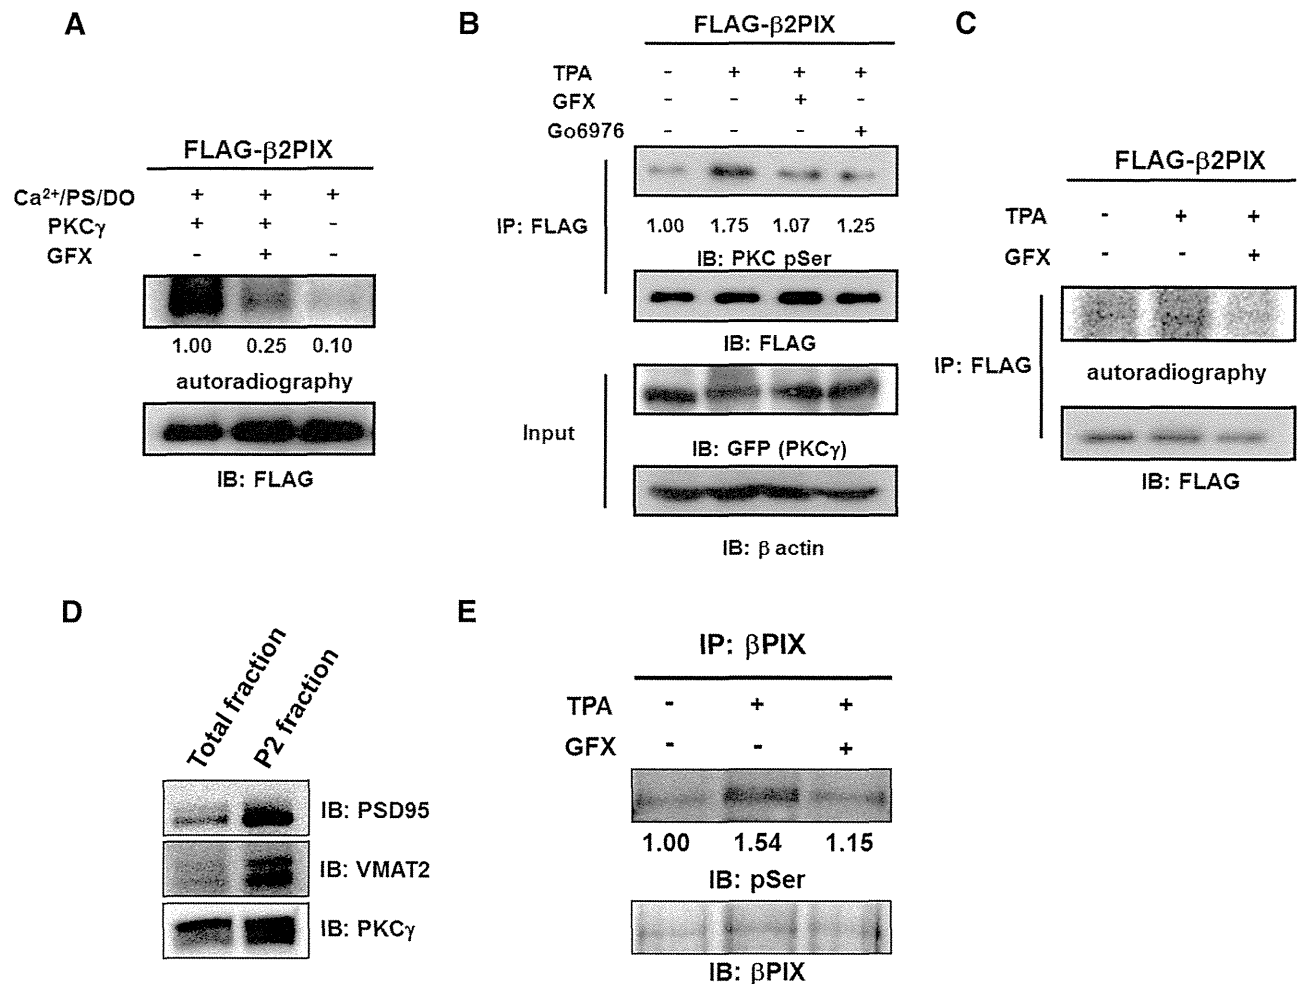 A
FLAG-β2PIX
Ca²⁺/PS/DO + + +
PKCγ + + -
GFX - + -
1.00 0.25 0.10
autoradiography
IB: FLAG
B
FLAG-β2PIX
TPA - + + +
GFX - - + -
Go6976 - - - +
IP: FLAG
1.00 1.75 1.07 1.25
IB: PKC pSer
IB: FLAG
Input
IB: GFP (PKCγ)
IB: β actin
C
FLAG-β2PIX
TPA - + +
GFX - - +
IP: FLAG
autoradiography
IB: FLAG
D
Total fraction
P2 fraction
IB: PSD95
IB: VMAT2
IB: PKCγ
E
IP: βPIX
TPA - + +
GFX - - +
1.00 1.54 1.15
IB: pSer
IB: βPIX